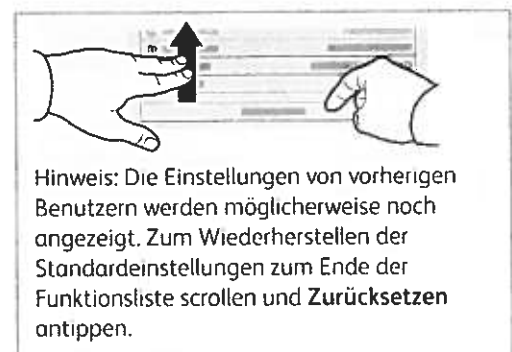 Hinweis: Die Einstellungen von vorherigen
Benutzern werden möglicherweise noch
angezeigt. Zum Wiederherstellen der
Standardeinstellungen zum Ende der
Funktionsliste scrollen und Zurücksetzen
antippen.